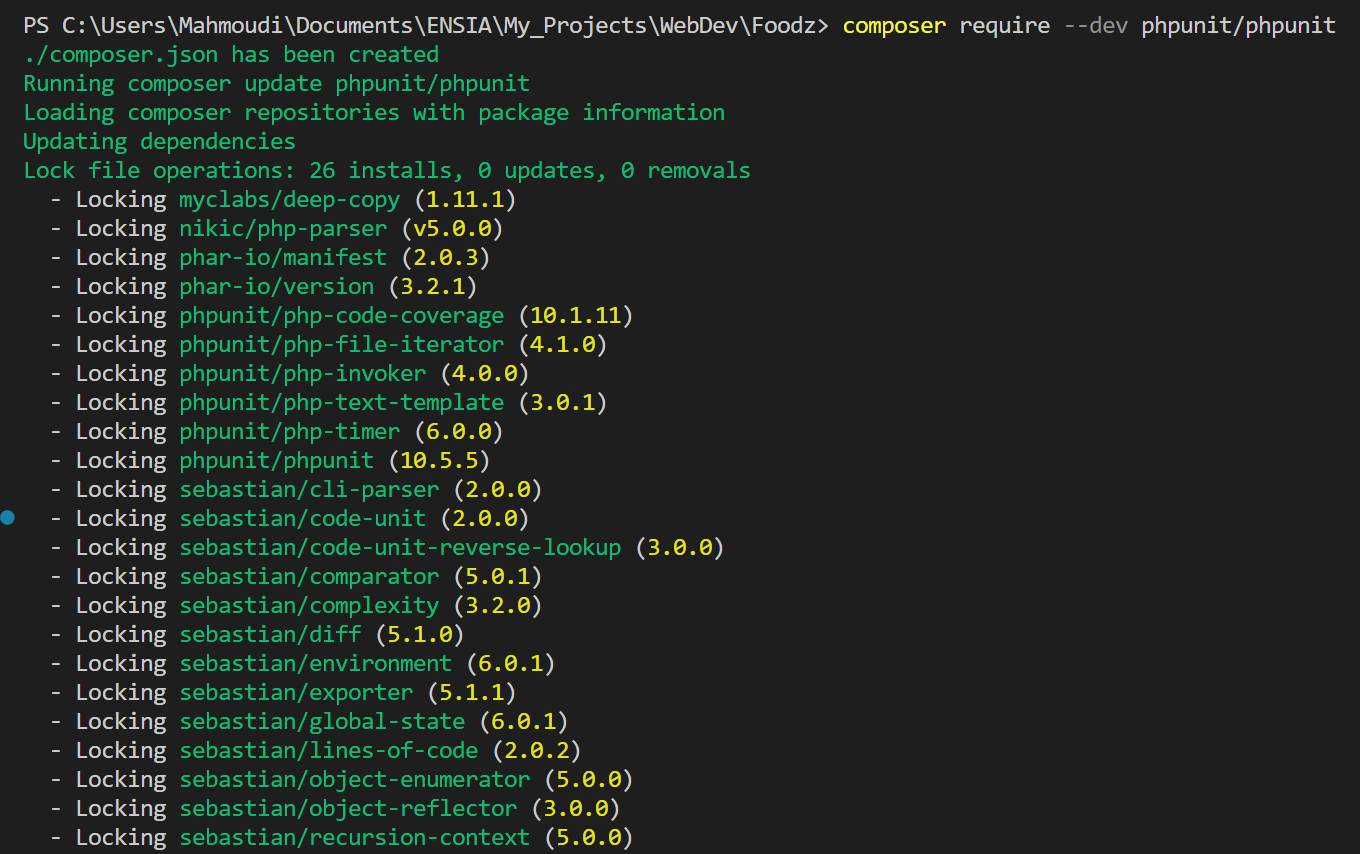 PS C:\Users\Mahmoudi\Documents\ENSIA\My_Projects\WebDev\Foodz> composer require --dev phpunit/phpunit
./composer.json has been created
Running composer update phpunit/phpunit
Loading composer repositories with package information
Updating dependencies
Lock file operations: 26 installs, 0 updates, 0 removals
  - Locking myclabs/deep-copy (1.11.1)
  - Locking nikic/php-parser (v5.0.0)
  - Locking phar-io/manifest (2.0.3)
  - Locking phar-io/version (3.2.1)
  - Locking phpunit/php-code-coverage (10.1.11)
  - Locking phpunit/php-file-iterator (4.1.0)
  - Locking phpunit/php-invoker (4.0.0)
  - Locking phpunit/php-text-template (3.0.1)
  - Locking phpunit/php-timer (6.0.0)
  - Locking phpunit/phpunit (10.5.5)
  - Locking sebastian/cli-parser (2.0.0)
  - Locking sebastian/code-unit (2.0.0)
  - Locking sebastian/code-unit-reverse-lookup (3.0.0)
  - Locking sebastian/comparator (5.0.1)
  - Locking sebastian/complexity (3.2.0)
  - Locking sebastian/diff (5.1.0)
  - Locking sebastian/environment (6.0.1)
  - Locking sebastian/exporter (5.1.1)
  - Locking sebastian/global-state (6.0.1)
  - Locking sebastian/lines-of-code (2.0.2)
  - Locking sebastian/object-enumerator (5.0.0)
  - Locking sebastian/object-reflector (3.0.0)
  - Locking sebastian/recursion-context (5.0.0)